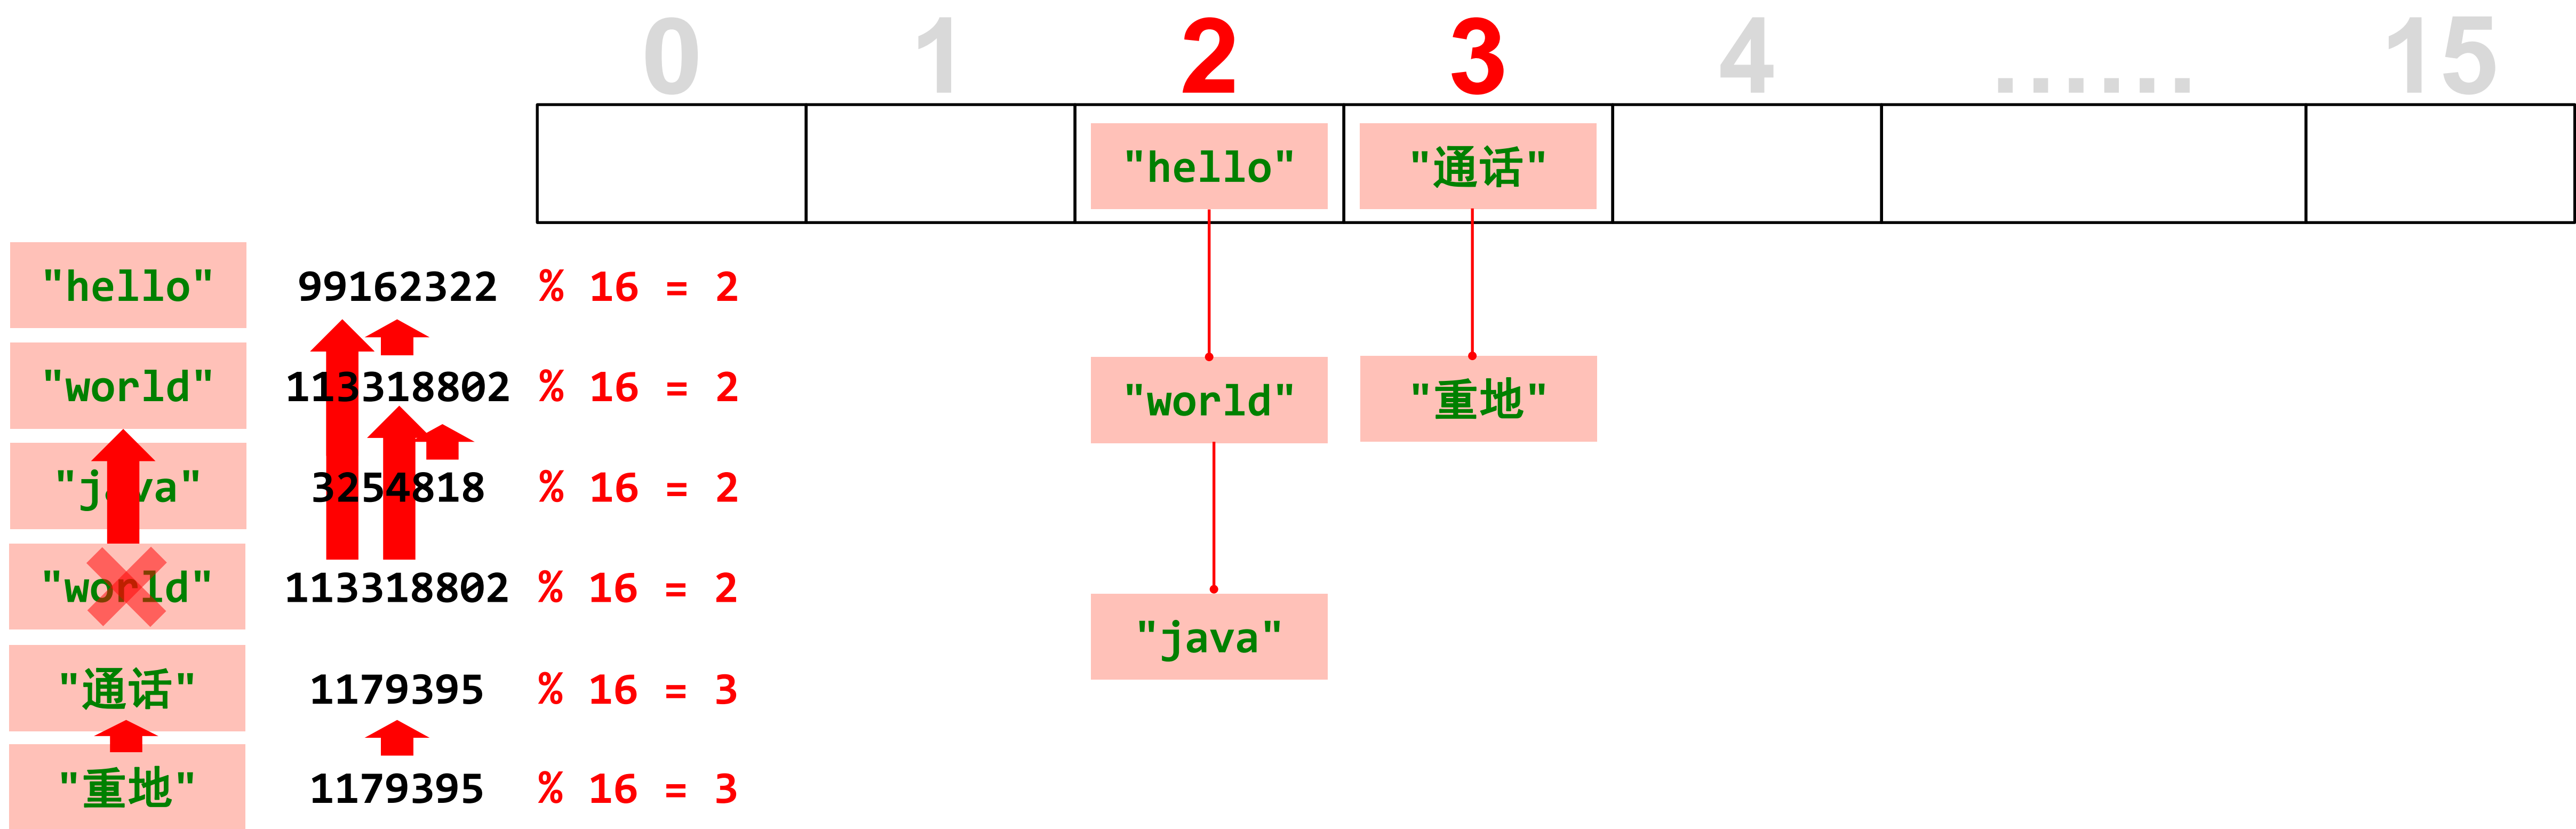 0 1 2 3 4 ...... 15
"hello" "通话"
"hello" 99162322 % 16 = 2
"world" 113318802 % 16 = 2
"world" "重地"
"java" 3254818 % 16 = 2
"world" 113318802 % 16 = 2
"java"
"通话" 1179395 % 16 = 3
"重地" 1179395 % 16 = 3